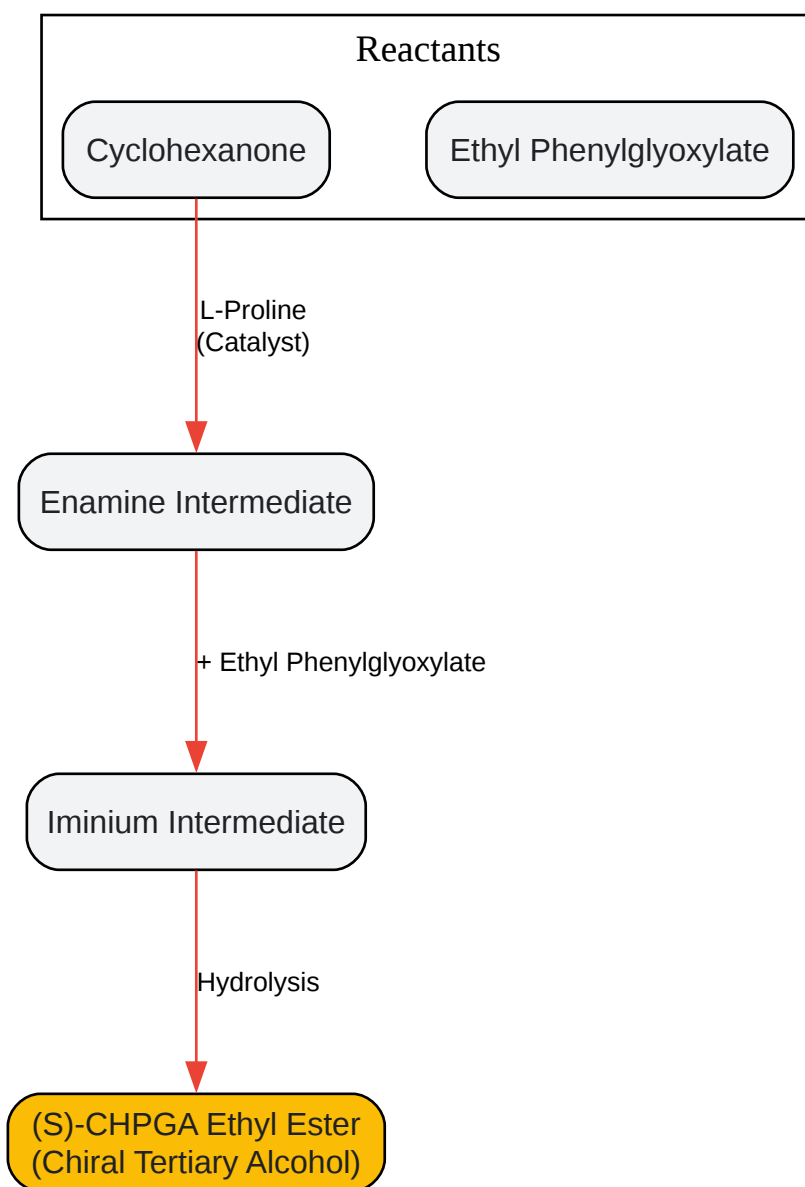 Reactants
Cyclohexanone
Ethyl Phenylglyoxylate
L-Proline
(Catalyst)
Enamine Intermediate
+ Ethyl Phenylglyoxylate
Iminium Intermediate
Hydrolysis
(S)-CHPGA Ethyl Ester
(Chiral Tertiary Alcohol)